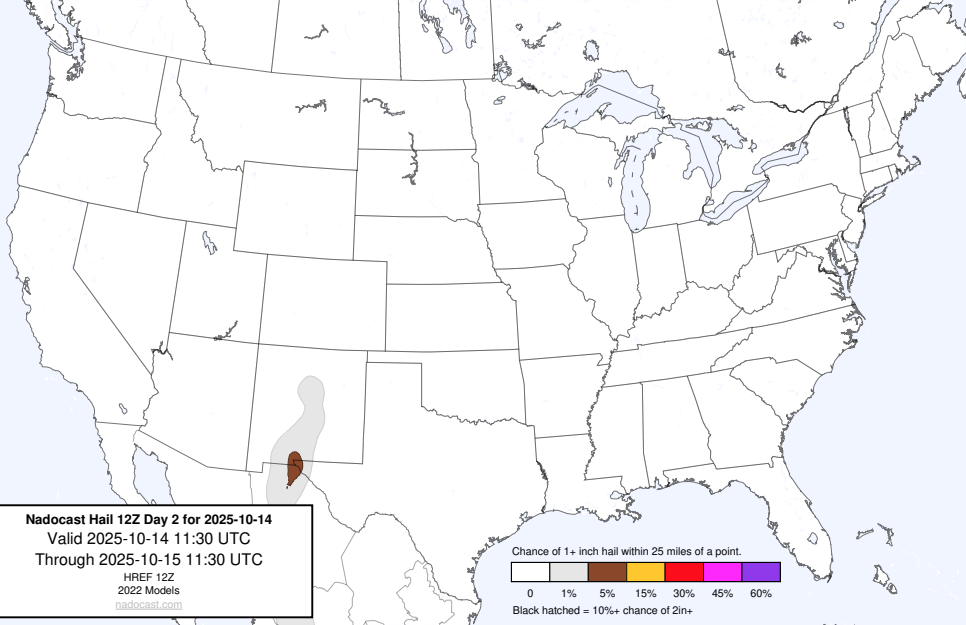 Nadocast Hail 12Z Day 2 for 2025-10-14
Valid 2025-10-14 11:30 UTC
Through 2025-10-15 11:30 UTC
HREF 12Z
2022 Models
nadocast.com
Chance of 1+ inch hail within 25 miles of a point.
0 1% 5% 15% 30% 45% 60%
Black hatched = 10%+ chance of 2in+